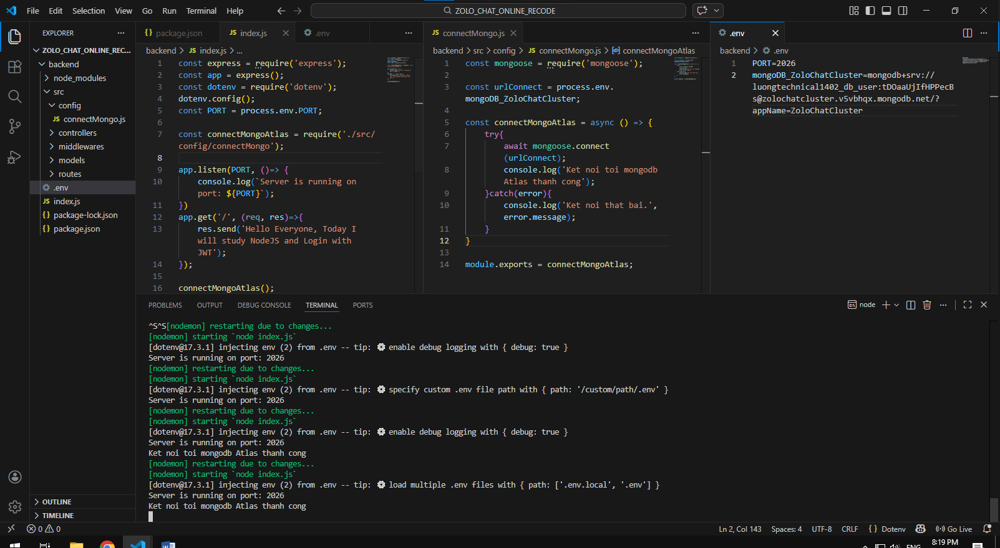 File Edit Selection View Go Run Terminal Help
ZOLO_CHAT_ONLINE_RECODE
EXPLORER
ZOLO_CHAT_ONLINE_REC...
backend
node_modules
src
config
JS connectMongo.js
controllers
middlewares
models
routes
.env
JS index.js
{} package-lock.json
{} package.json
OUTLINE
TIMELINE
{} package.json
JS index.js
.env
backend > JS index.js > ...
1 const express = require('express');
2 const app = express();
3 const dotenv = require('dotenv');
4 dotenv.config();
5 const PORT = process.env.PORT;
6
7 const connectMongoAtlas = require('./src/
config/connectMongo');
8
9 app.listen(PORT, ()=> {
10 console.log(`Server is running on
port: ${PORT}`);
11 })
12 app.get('/', (req, res)=>{
13 res.send('Hello Everyone, Today I
will study NodeJS and Login with
JWT');
14 });
15
16 connectMongoAtlas();
JS connectMongo.js
backend > src > config > JS connectMongo.js > connectMongoAtlas
1 const mongoose = require('mongoose');
2
3 const urlConnect = process.env.
mongoDB_ZoloChatCluster;
4
5 const connectMongoAtlas = async () => {
6 try{
7 await mongoose.connect
(urlConnect);
8 console.log('Ket noi toi mongodb
Atlas thanh cong');
9 }catch(error){
10 console.log('Ket noi that bai.',
error.message);
11 }
12 }
13
14 module.exports = connectMongoAtlas;
.env
backend > .env
1 PORT=2026
2 mongoDB_ZoloChatCluster=mongodb+srv://
luongtechnical1402_db_user:tDOaaUjIfHPPecB
s@zolochatcluster.v5vbhqx.mongodb.net/?
appName=ZoloChatCluster
PROBLEMS OUTPUT DEBUG CONSOLE TERMINAL PORTS
node
^S^S[nodemon] restarting due to changes...
[nodemon] starting `node index.js`
[dotenv@17.3.1] injecting env (2) from .env -- tip: ⚙️ enable debug logging with { debug: true }
Server is running on port: 2026
[nodemon] restarting due to changes...
[nodemon] starting `node index.js`
[dotenv@17.3.1] injecting env (2) from .env -- tip: ⚙️ specify custom .env file path with { path: '/custom/path/.env' }
Server is running on port: 2026
[nodemon] restarting due to changes...
[nodemon] starting `node index.js`
[dotenv@17.3.1] injecting env (2) from .env -- tip: ⚙️ enable debug logging with { debug: true }
Server is running on port: 2026
Ket noi toi mongodb Atlas thanh cong
[nodemon] restarting due to changes...
[nodemon] starting `node index.js`
[dotenv@17.3.1] injecting env (2) from .env -- tip: ⚙️ load multiple .env files with { path: ['.env.local', '.env'] }
Server is running on port: 2026
Ket noi toi mongodb Atlas thanh cong
0 0
Ln 2, Col 143 Spaces: 4 UTF-8 CRLF {} Dotenv Go Live
ENG
8:19 PM